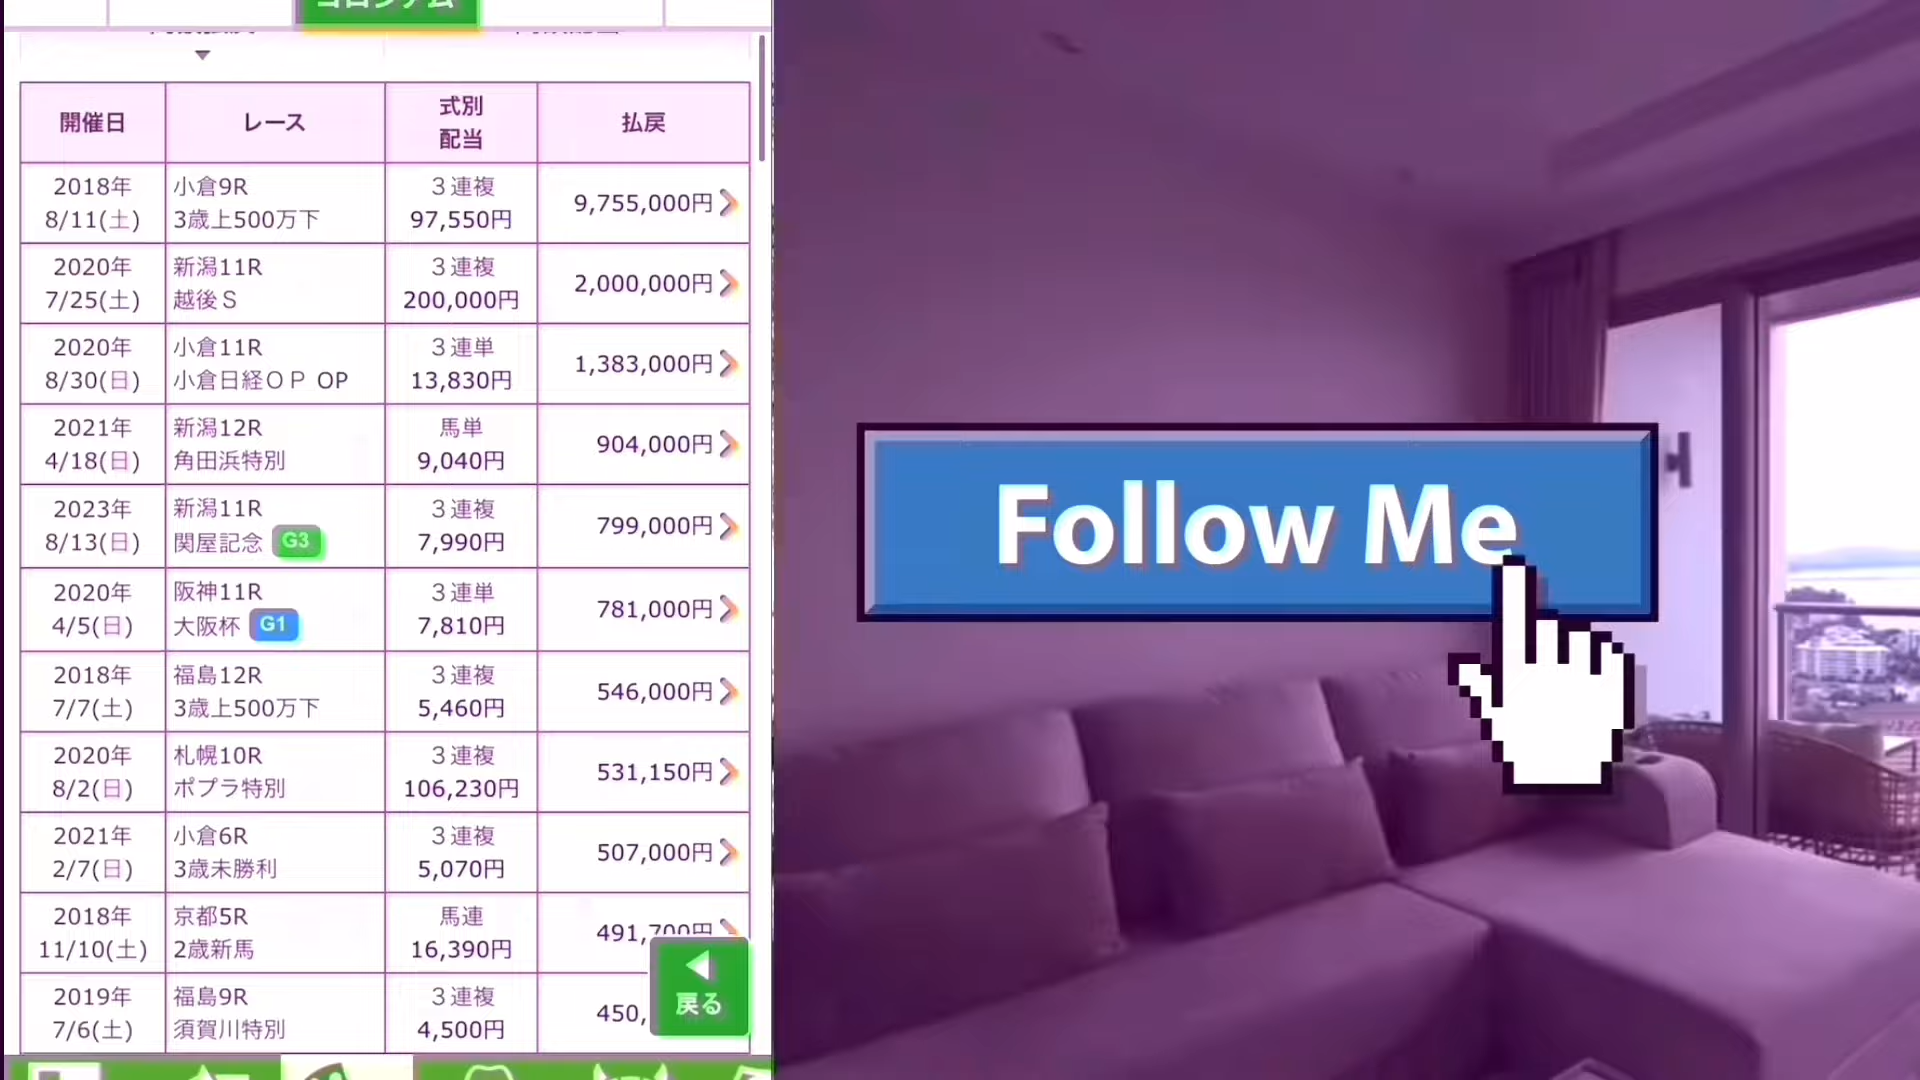 コロシアム
開催日 レース 式別 払戻
配当
2018年 小倉9R 3連複 9,755,000円
8/11(土) 3歳上500万下 97,550円
2020年 新潟11R 3連複 2,000,000円
7/25(土) 越後S 200,000円
2020年 小倉11R 3連単 1,383,000円
8/30(日) 小倉日経OP OP 13,830円
2021年 新潟12R 馬単 904,000円
4/18(日) 角田浜特別 9,040円
2023年 新潟11R 3連複 799,000円
8/13(日) 関屋記念 G3 7,990円
2020年 阪神11R 3連単 781,000円
4/5(日) 大阪杯 G1 7,810円
2018年 福島12R 3連複 546,000円
7/7(土) 3歳上500万下 5,460円
2020年 札幌10R 3連複 531,150円
8/2(日) ポプラ特別 106,230円
2021年 小倉6R 3連複 507,000円
2/7(日) 3歳未勝利 5,070円
2018年 京都5R 馬連 491,700円
11/10(土) 2歳新馬 16,390円
2019年 福島9R 3連複 450,
7/6(土) 須賀川特別 4,500円
戻る
Follow Me